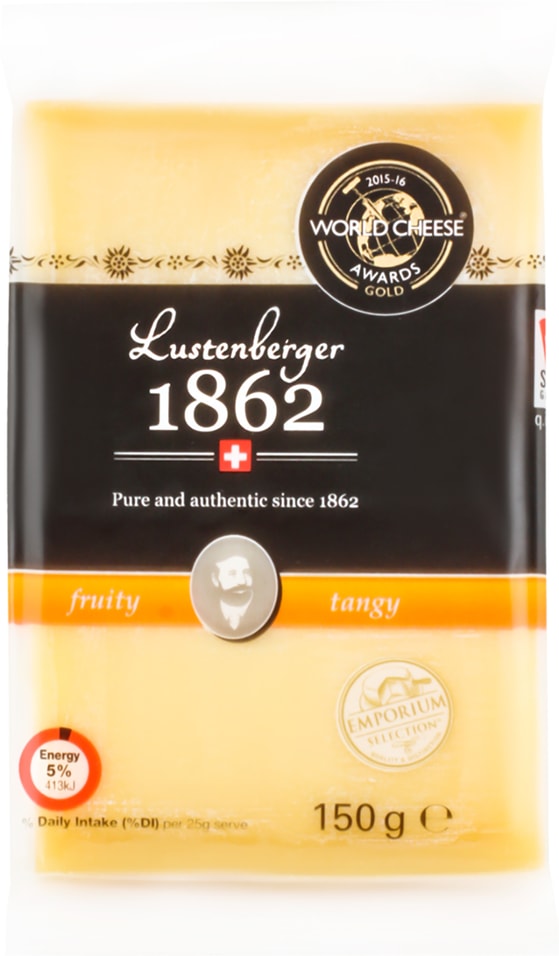 2015-16
WORLD CHEESE®
AWARDS
GOLD
Lustenberger
1862
Pure and authentic since 1862
fruity tangy
EMPORIUM
SELECTION™
Energy
5%
413kJ
% Daily Intake (%DI) per 25g serve
150g ℮